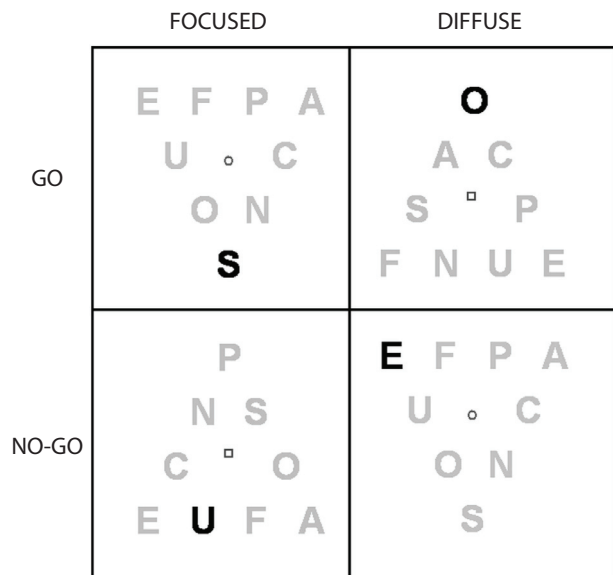 FOCUSED DIFFUSE
GO
E F P A
U C
O N
S
O
A C
S P
F N U E
NO-GO
P
N S
C O
E U F A
E F P A
U C
O N
S